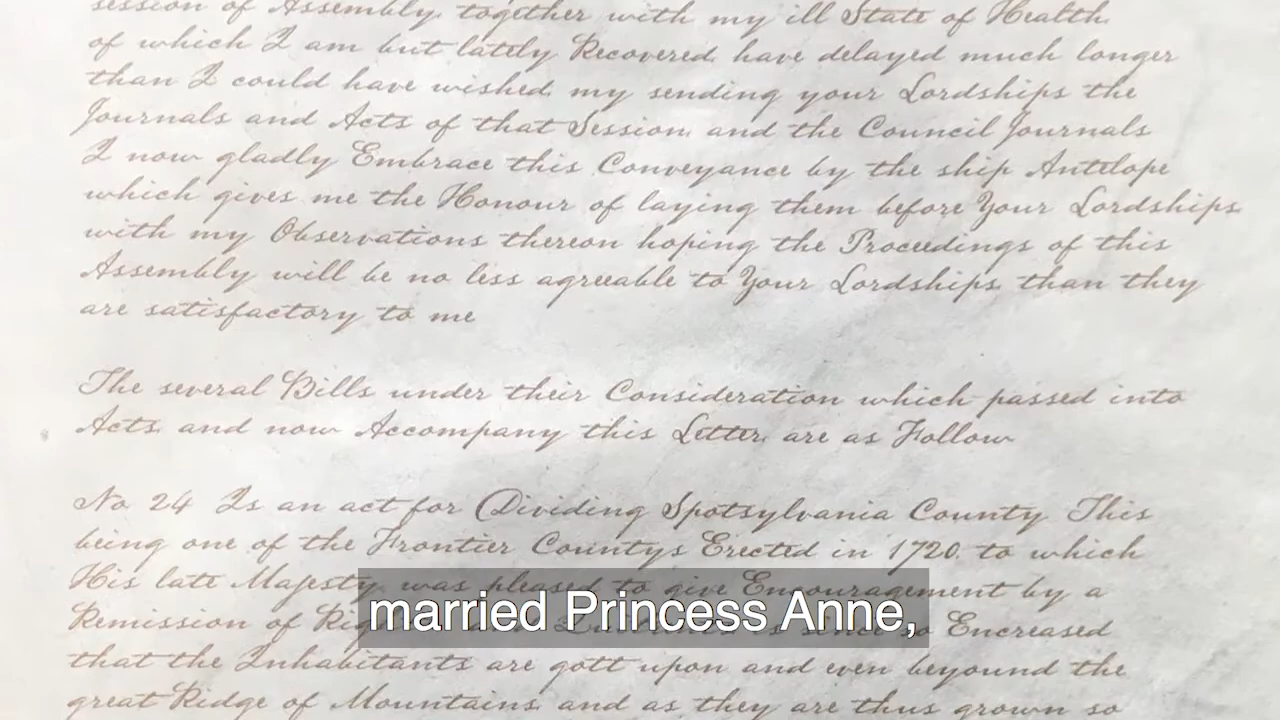 session of Assembly, together with my ill State of Health,
of which I am but lately Recovered, have delayed much longer
than I could have wished, my sending your Lordships the
Journals and Acts of that Session, and the Council Journals
I now gladly Embrace this Conveyance by the ship Antelope
which gives me the Honour of laying them before Your Lordships,
with my Observations thereon hoping the Proceedings of this
Assembly will be no less agreeable to Your Lordships, than they
are satisfactory to me
The several Bills under their Consideration which passed into
Acts, and now Accompany this Letter, are as Follow
No 24 Is an act for Dividing Spotsylvania County This
being one of the Frontier Countys Erected in 1720, to which
His late Majesty, was pleased to give Encouragement by a
Remission of since so Encreased
married Princess Anne,
that the Inhabitants are gott upon and even beyound the
great Ridge of Mountains, and as they are thus grown so